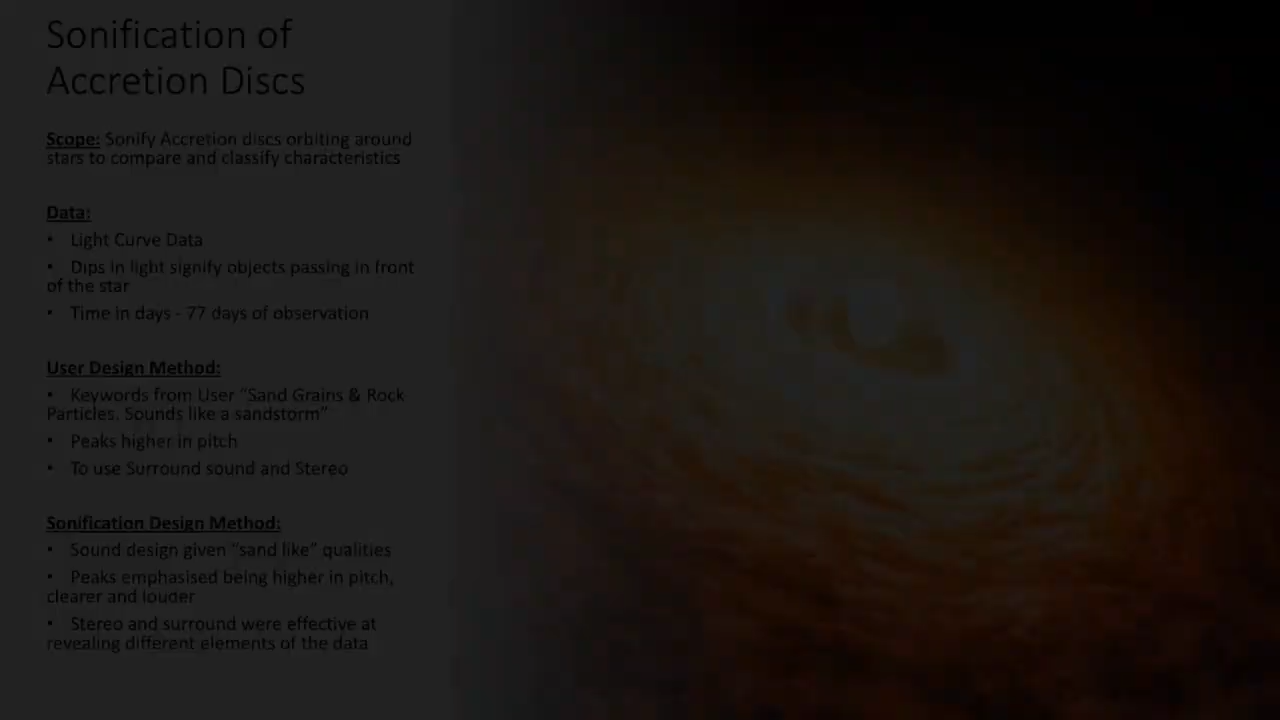 Sonification of
Accretion Discs
Scope: Sonify Accretion discs orbiting around
stars to compare and classify characteristics
Data:
• Light Curve Data
• Dips in light signify objects passing in front
of the star
• Time in days - 77 days of observation
User Design Method:
• Keywords from User “Sand Grains & Rock
Particles. Sounds like a sandstorm”
• Peaks higher in pitch
• To use Surround sound and Stereo
Sonification Design Method:
• Sound design given “sand like” qualities
• Peaks emphasised being higher in pitch,
clearer and louder
• Stereo and surround were effective at
revealing different elements of the data